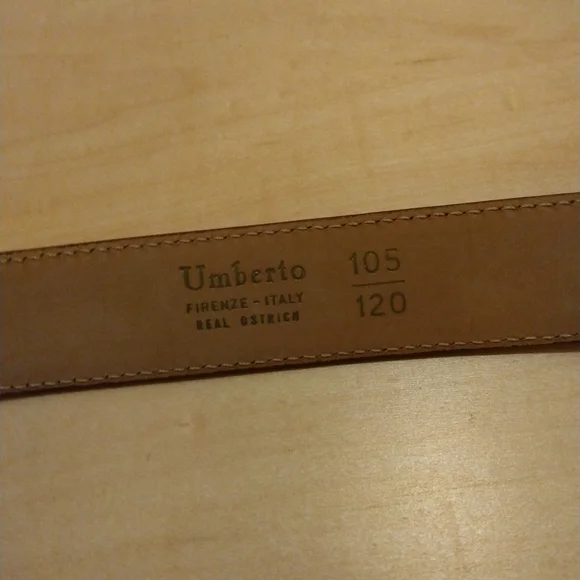 Umberto
FIRENZE - ITALY
REAL OSTRICH
105
120